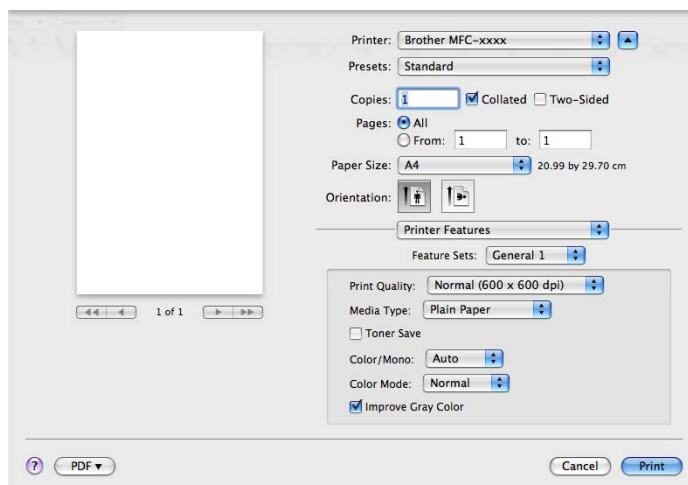 Printer: Brother MFC-xxxx
Presets: Standard
Copies: 1 Collated Two-Sided
Pages: All
From: 1 to: 1
Paper Size: A4 20.99 by 29.70 cm
Orientation:
Printer Features
Feature Sets: General 1
Print Quality: Normal (600 x 600 dpi)
Media Type: Plain Paper
Toner Save
Color/Mono: Auto
Color Mode: Normal
Improve Gray Color
1 of 1
? PDF Cancel Print